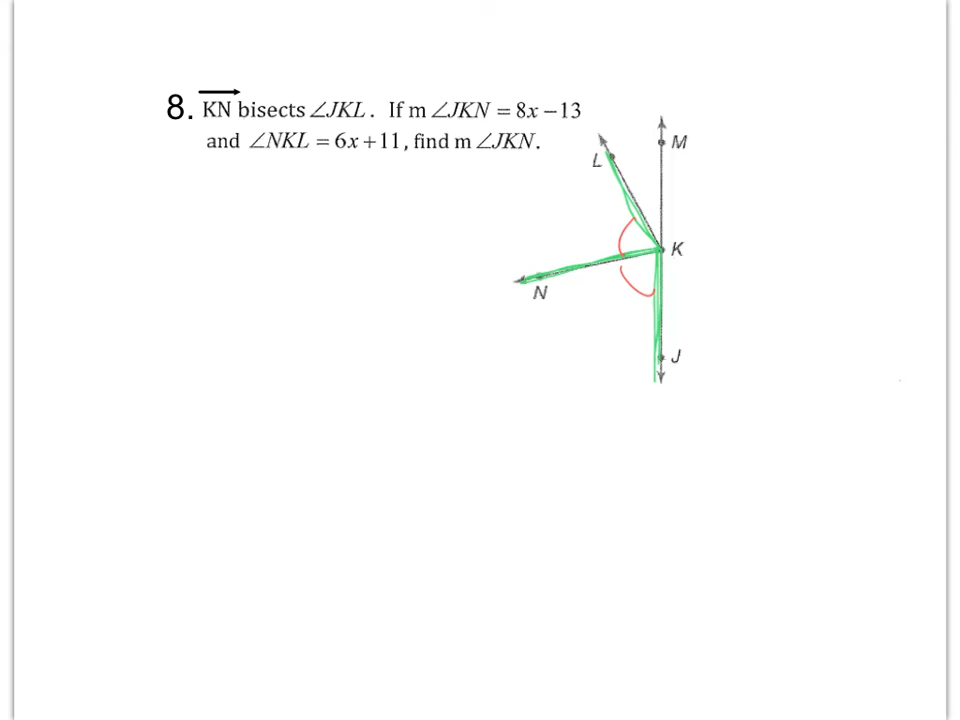 8. KN bisects ∠JKL. If m ∠JKN = 8x − 13
and ∠NKL = 6x + 11, find m ∠JKN.
M
L
K
N
J